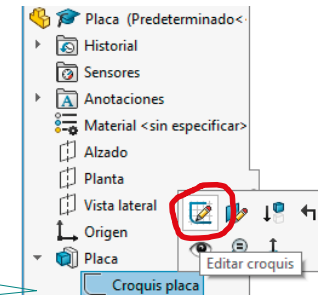 Placa (Predeterminado<
Historial
Sensores
Anotaciones
Material <sin especificar>
Alzado
Planta
Vista lateral
Origen
Editar croquis
Placa
Croquis placa